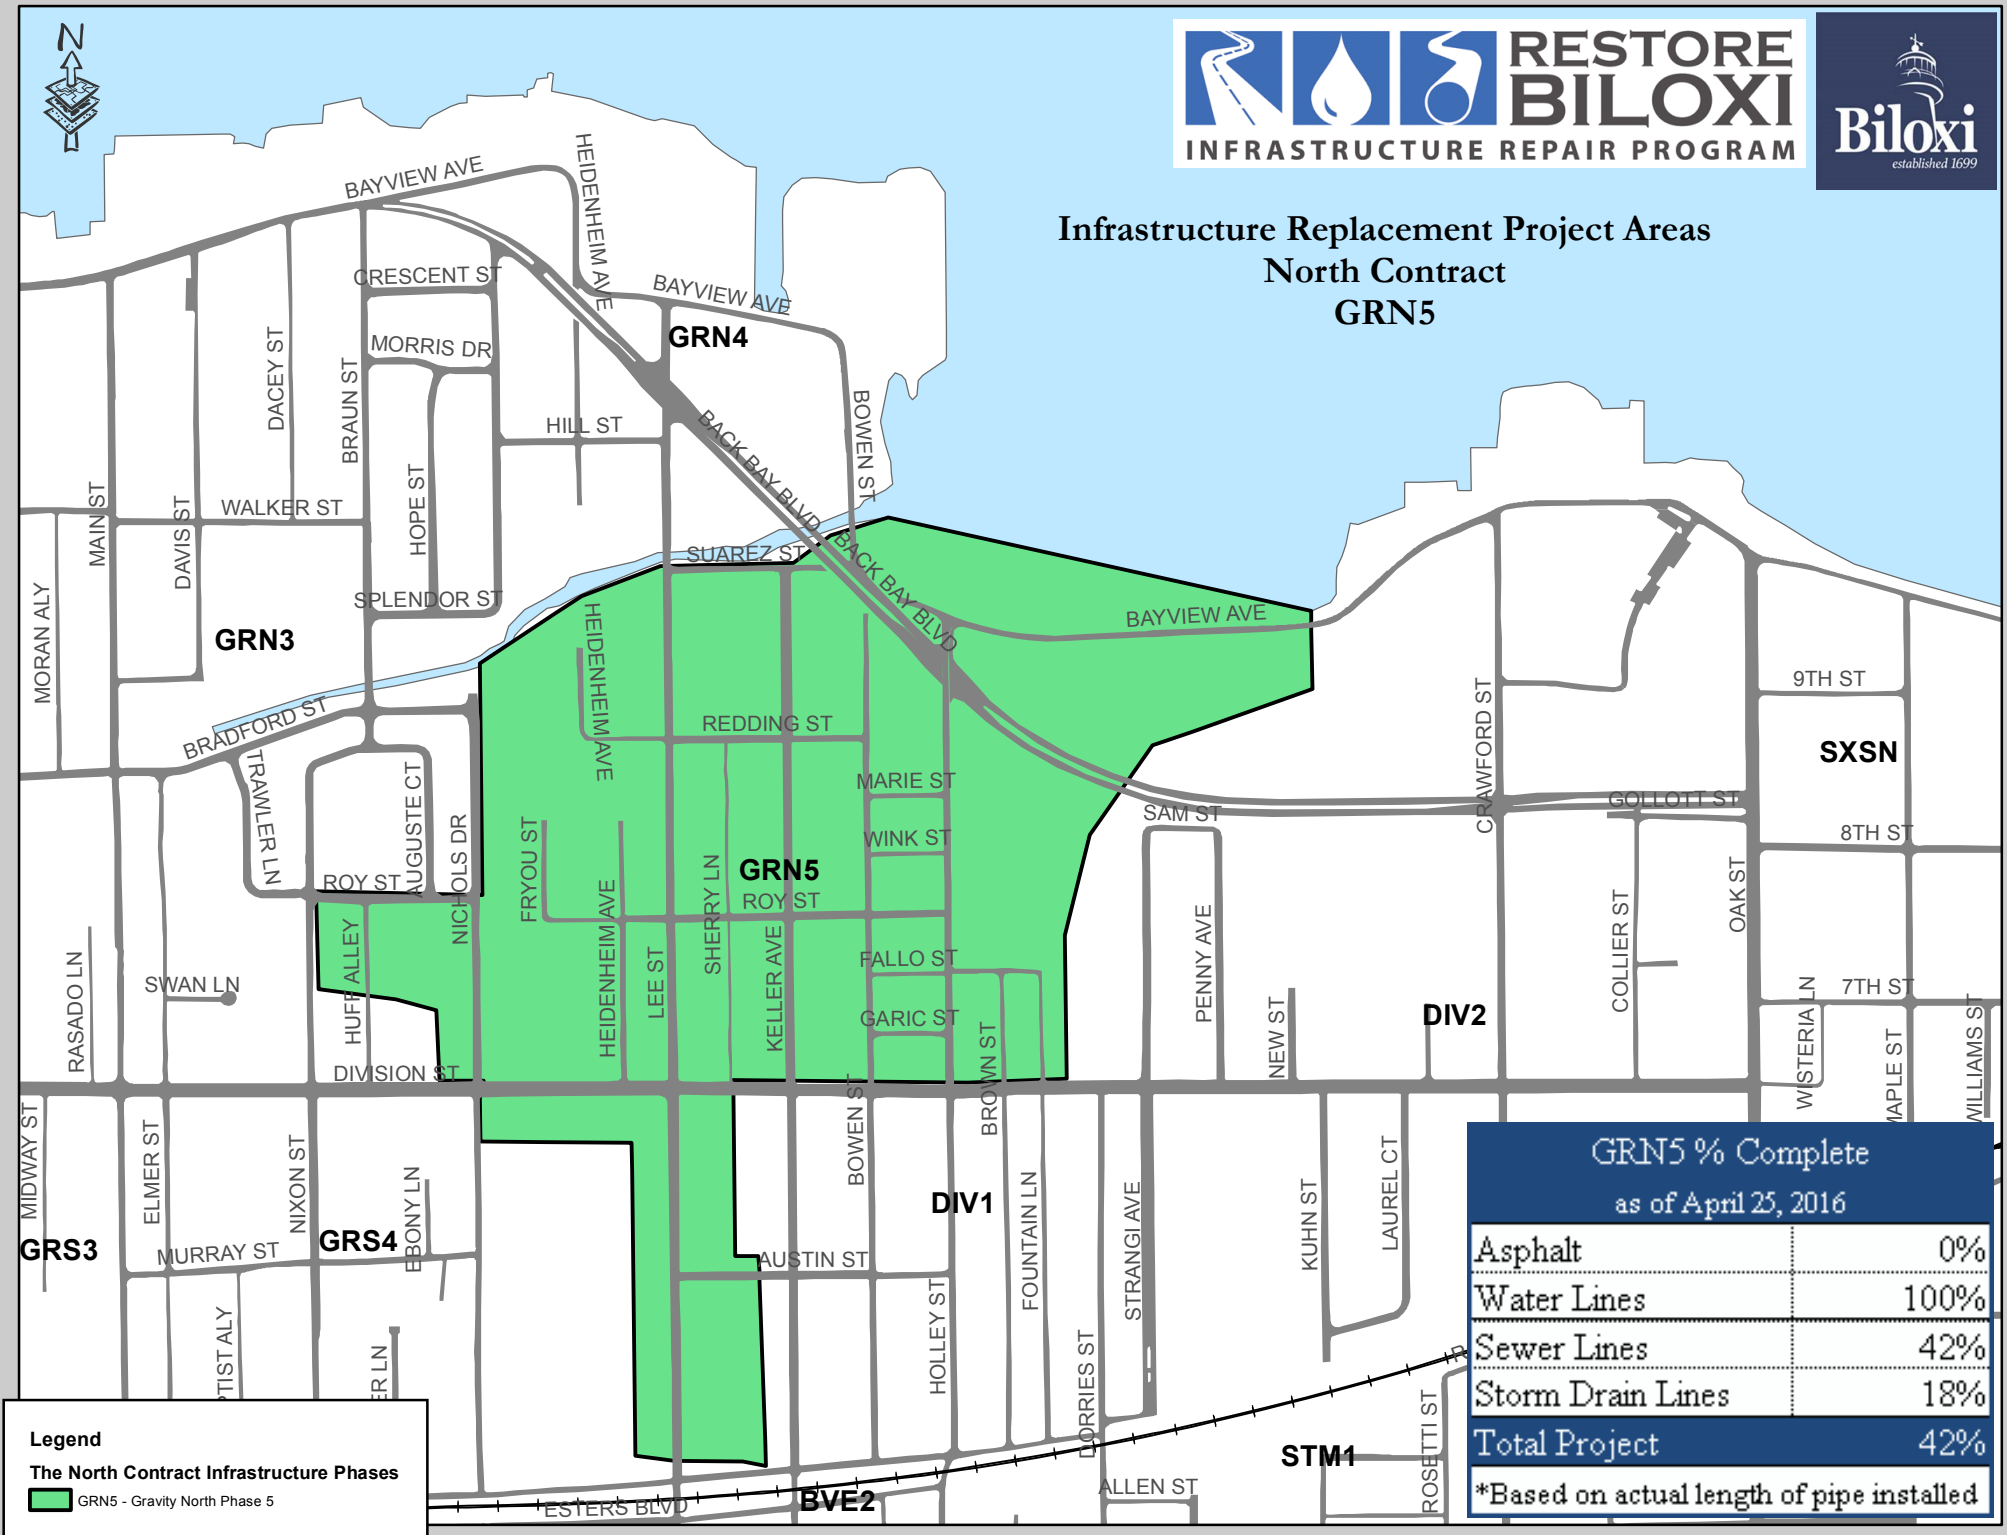 N
RESTORE
BILOXI
INFRASTRUCTURE REPAIR PROGRAM
Biloxi
established 1699
Infrastructure Replacement Project Areas
North Contract
GRN5
BAYVIEW AVE
HEIDENHEIM AVE
CRESCENT ST
BAYVIEW AVE
GRN4
MORRIS DR
DACEY ST
BRAUN ST
HILL ST
BACK BAY BLVD
BOWEN ST
HOPE ST
MAIN ST
DAVIS ST
WALKER ST
SUAREZ ST
BACK BAY BLVD
MORAN ALY
SPLENDOR ST
GRN3
HEIDENHEIM AVE
BAYVIEW AVE
BRADFORD ST
REDDING ST
CRAWFORD ST
9TH ST
SXSN
TRAWLER LN
AUGUSTE CT
NICHOLS DR
MARIE ST
SAM ST
GOLLOTT ST
WINK ST
8TH ST
FRYOU ST
SHERRY LN
GRN5
ROY ST
ROY ST
OAK ST
HUFF ALLEY
HEIDENHEIM AVE
LEE ST
KELLER AVE
FALLO ST
PENNY AVE
COLLIER ST
RASADO LN
SWAN LN
GARIC ST
BROWN ST
NEW ST
DIV2
7TH ST
WISTERIA LN
MAPLE ST
WILLIAMS ST
DIVISION ST
MIDWAY ST
ELMER ST
NIXON ST
EBONY LN
BOWEN ST
DIV1
FOUNTAIN LN
STRANGI AVE
KUHN ST
LAUREL CT
GRS3
MURRAY ST
GRS4
AUSTIN ST
HOLLEY ST
DORRIES ST
PTIST ALY
ER LN
ROSETTI ST
STM1
ALLEN ST
BVE2
ESTERS BLVD
GRN5 % Complete
as of April 25, 2016
Asphalt 0%
Water Lines 100%
Sewer Lines 42%
Storm Drain Lines 18%
Total Project 42%
*Based on actual length of pipe installed
Legend
The North Contract Infrastructure Phases
GRN5 - Gravity North Phase 5